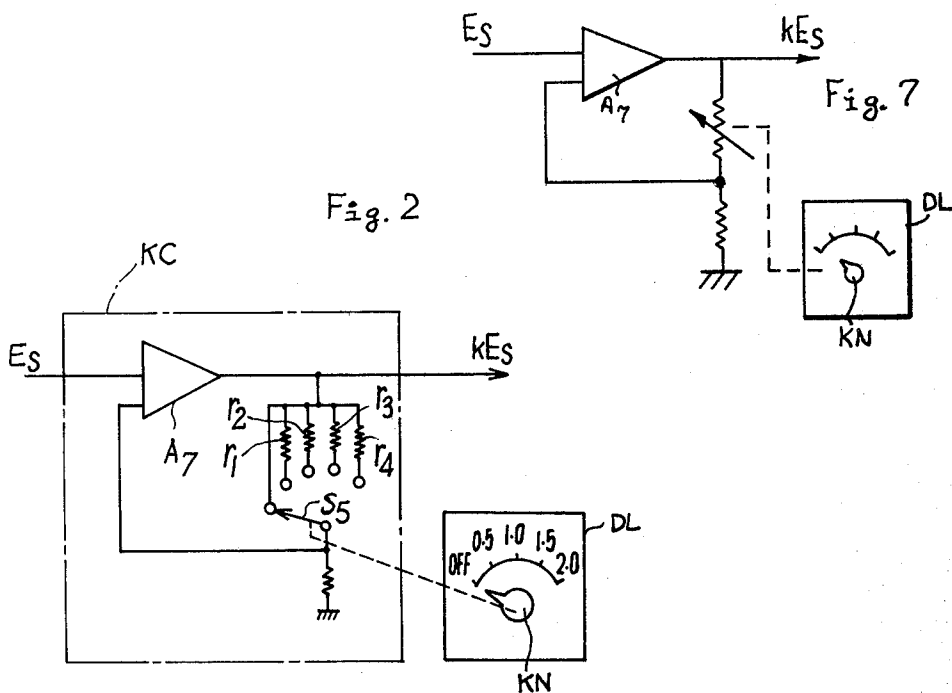 Es
kEs
A7
Fig. 7
DL
KN
Fig. 2
KC
Es
kEs
A7
r1
r2
r3
r4
S5
DL
OFF 0.5 1.0 1.5 2.0
KN